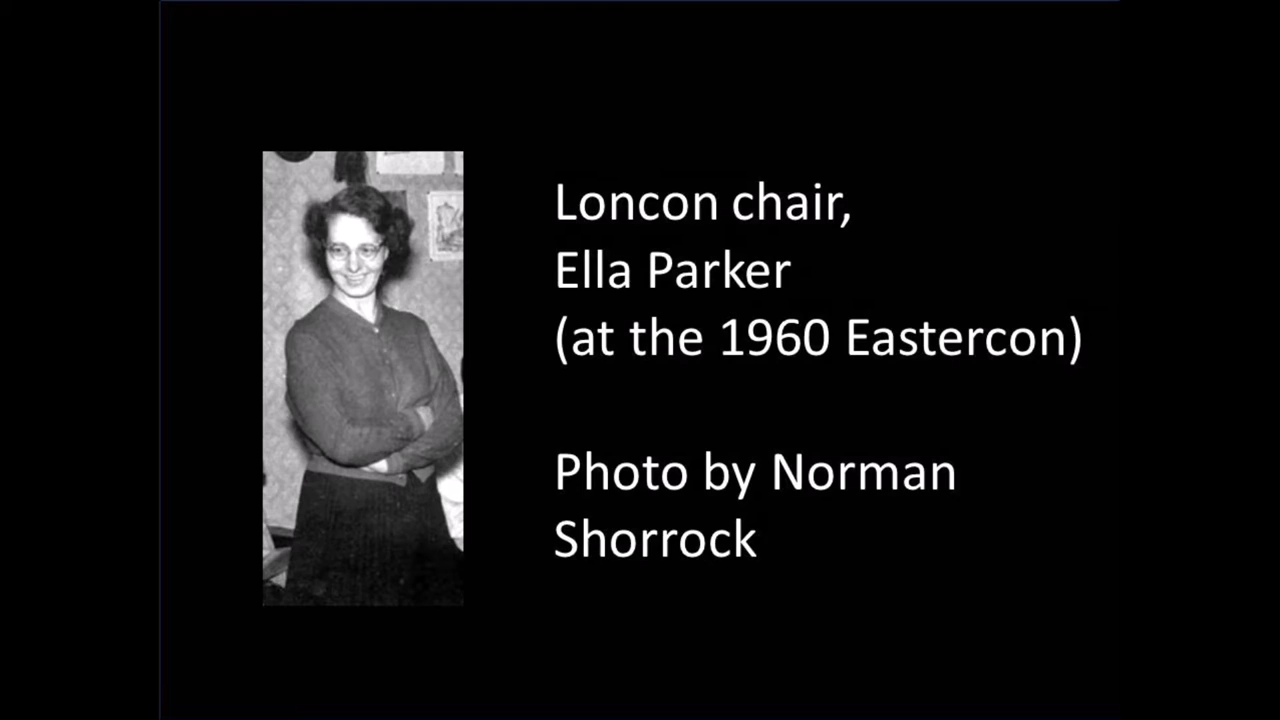 Loncon chair,
Ella Parker
(at the 1960 Eastercon)
Photo by Norman
Shorrock